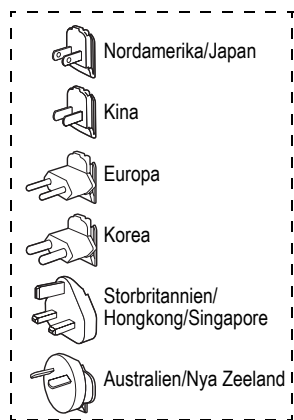 Nordamerika/Japan
Kina
Europa
Korea
Storbritannien/
Hongkong/Singapore
Australien/Nya Zeeland